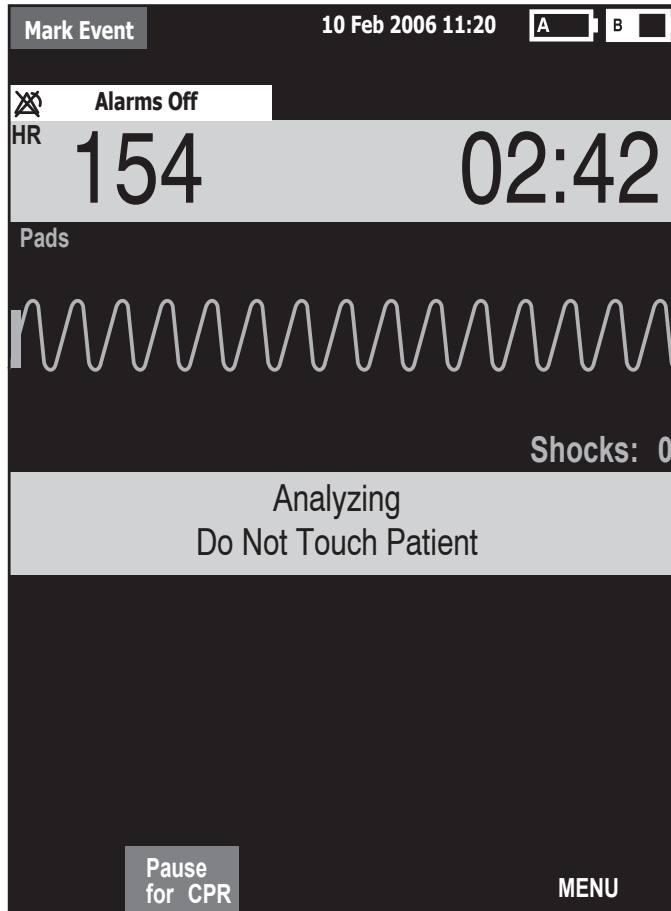 Mark Event
10 Feb 2006 11:20
A
B
Alarms Off
HR
154
02:42
Pads
Shocks: 0
Analyzing
Do Not Touch Patient
Pause
for CPR
MENU